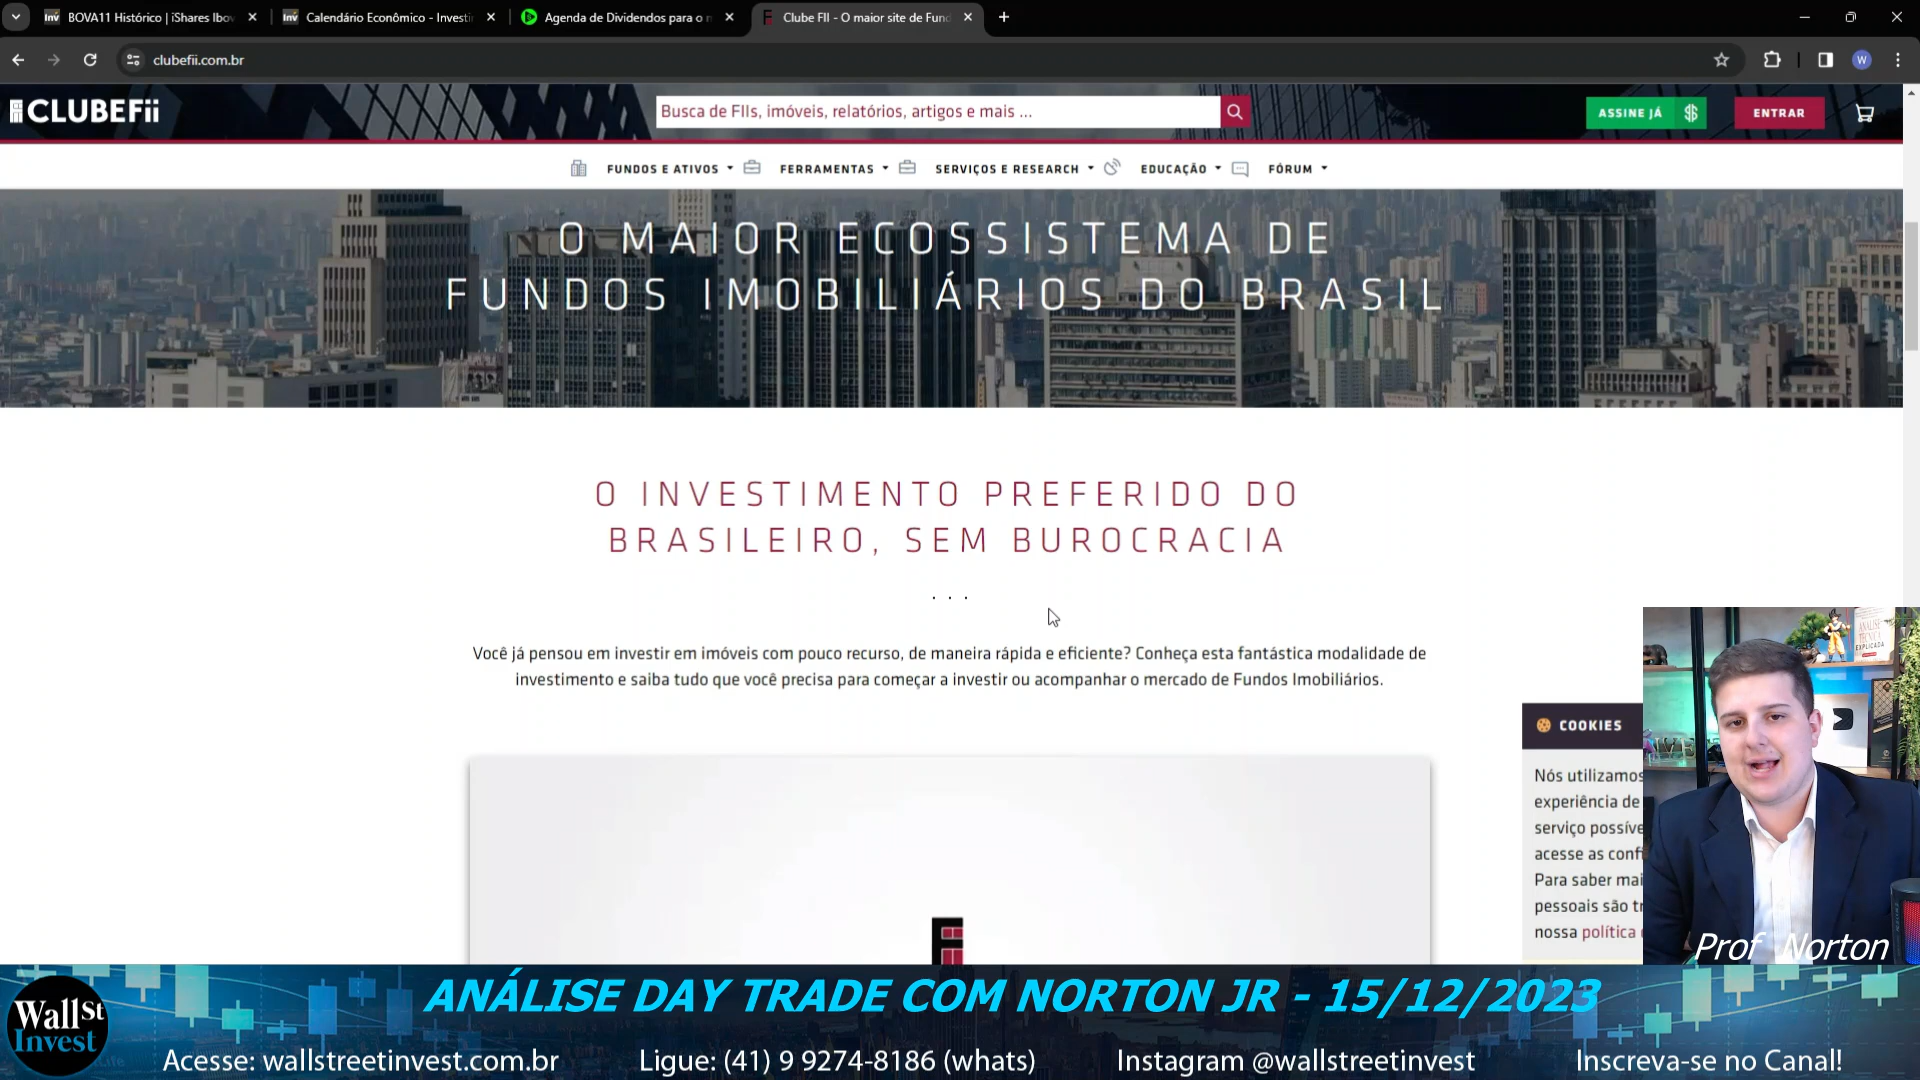 BOVA11 Histórico | iShares Ibov
Calendário Econômico - Investi
Agenda de Dividendos para o m
Clube FII - O maior site de Fund
clubefii.com.br
W
CLUBEFii
Busca de FIIs, imóveis, relatórios, artigos e mais ...
ASSINE JÁ
ENTRAR
FUNDOS E ATIVOS
FERRAMENTAS
SERVIÇOS E RESEARCH
EDUCAÇÃO
FÓRUM
O MAIOR ECOSSISTEMA DE
FUNDOS IMOBILIÁRIOS DO BRASIL
O INVESTIMENTO PREFERIDO DO
BRASILEIRO, SEM BUROCRACIA
. . .
Você já pensou em investir em imóveis com pouco recurso, de maneira rápida e eficiente? Conheça esta fantástica modalidade de
investimento e saiba tudo que você precisa para começar a investir ou acompanhar o mercado de Fundos Imobiliários.
COOKIES
Nós utilizamos
experiência de
serviço possíve
acesse as conf
Para saber mai
pessoais são tr
nossa política
ANÁLISE
TÉCNICA
EXPLICADA
Prof Norton
Wall St
Invest
ANÁLISE DAY TRADE COM NORTON JR - 15/12/2023
Acesse: wallstreetinvest.com.br
Ligue: (41) 9 9274-8186 (whats)
Instagram @wallstreetinvest
Inscreva-se no Canal!